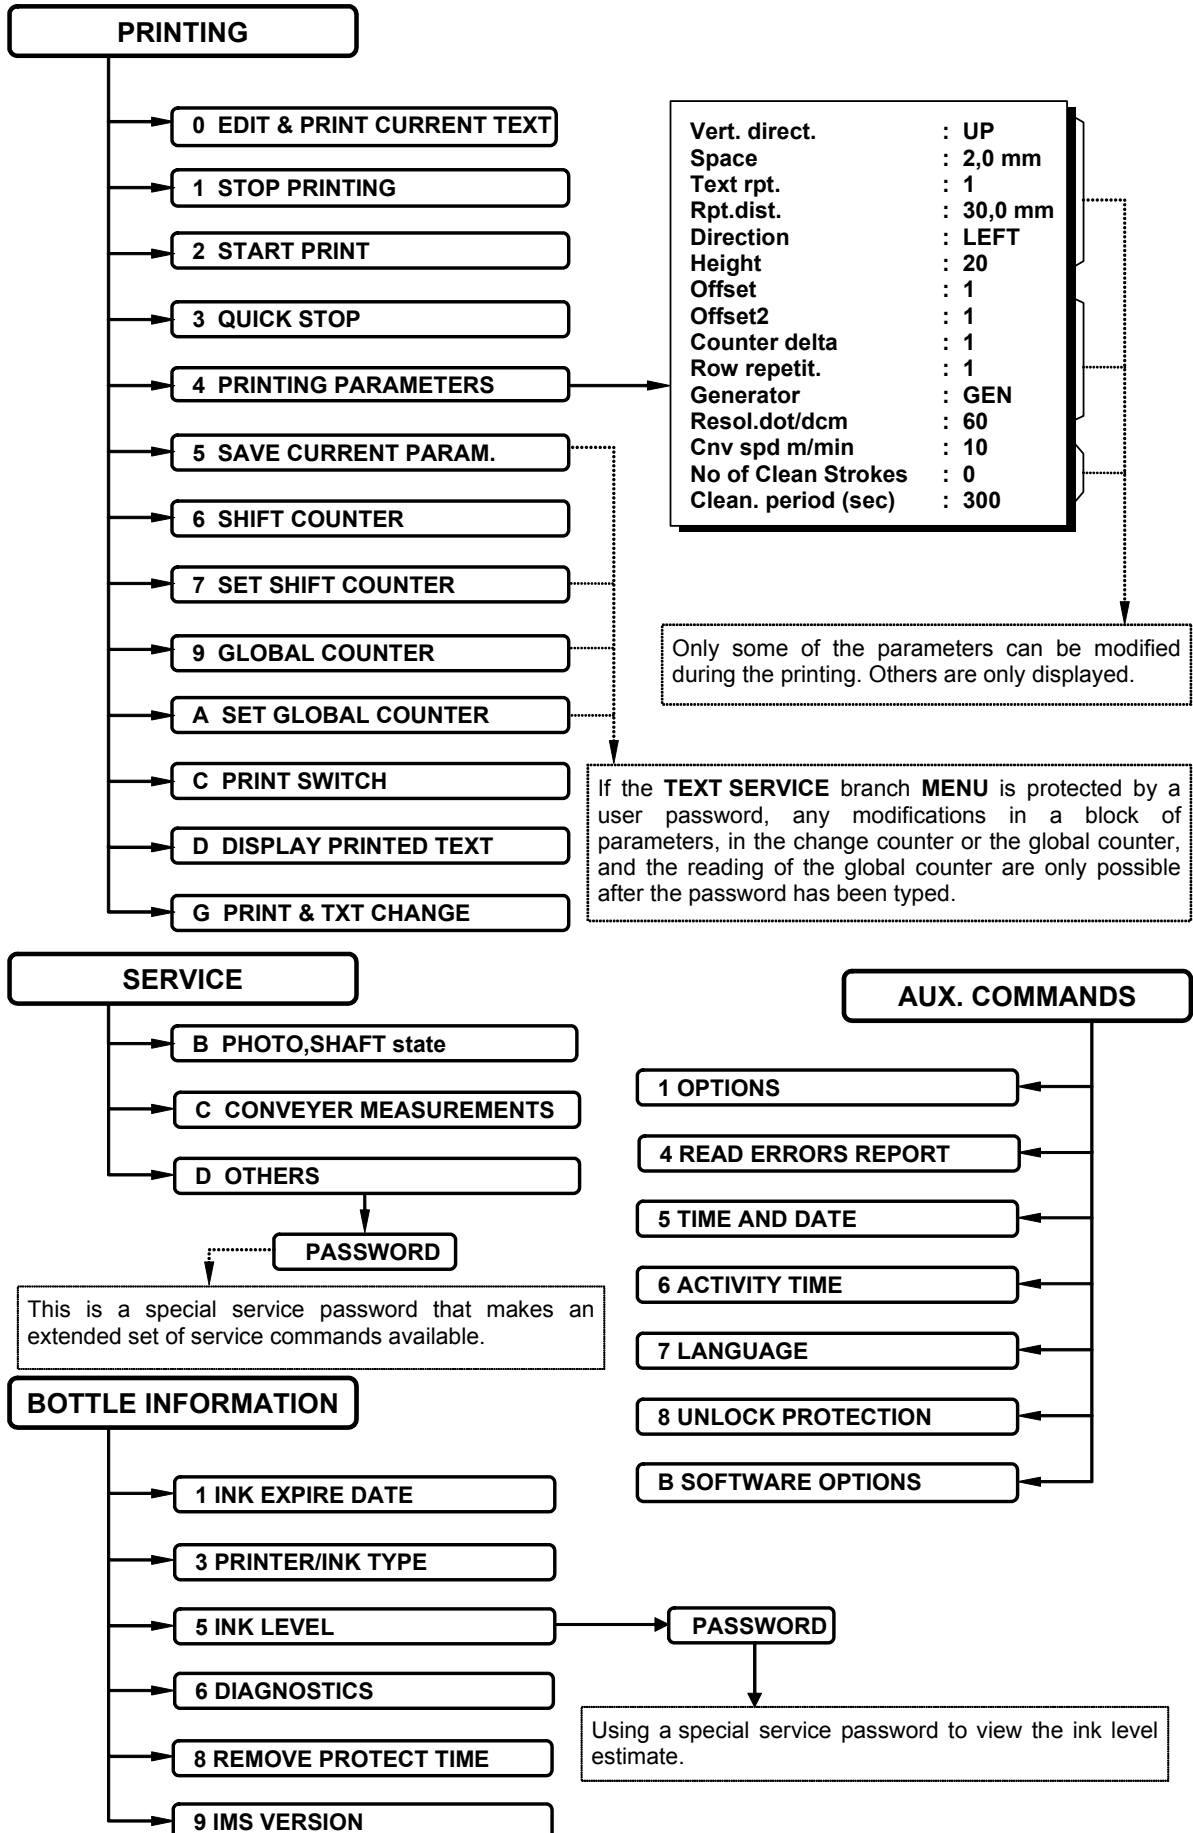 PRINTING
0 EDIT & PRINT CURRENT TEXT
1 STOP PRINTING
2 START PRINT
3 QUICK STOP
4 PRINTING PARAMETERS
5 SAVE CURRENT PARAM.
6 SHIFT COUNTER
7 SET SHIFT COUNTER
9 GLOBAL COUNTER
A SET GLOBAL COUNTER
C PRINT SWITCH
D DISPLAY PRINTED TEXT
G PRINT & TXT CHANGE
Vert. direct. : UP
Space : 2,0 mm
Text rpt. : 1
Rpt.dist. : 30,0 mm
Direction : LEFT
Height : 20
Offset : 1
Offset2 : 1
Counter delta : 1
Row repetit. : 1
Generator : GEN
Resol.dot/dcm : 60
Cnv spd m/min : 10
No of Clean Strokes : 0
Clean. period (sec) : 300
Only some of the parameters can be modified
during the printing. Others are only displayed.
If the TEXT SERVICE branch MENU is protected by a
user password, any modifications in a block of
parameters, in the change counter or the global counter,
and the reading of the global counter are only possible
after the password has been typed.
SERVICE
B PHOTO,SHAFT state
C CONVEYER MEASUREMENTS
D OTHERS
PASSWORD
This is a special service password that makes an
extended set of service commands available.
AUX. COMMANDS
1 OPTIONS
4 READ ERRORS REPORT
5 TIME AND DATE
6 ACTIVITY TIME
7 LANGUAGE
8 UNLOCK PROTECTION
B SOFTWARE OPTIONS
BOTTLE INFORMATION
1 INK EXPIRE DATE
3 PRINTER/INK TYPE
5 INK LEVEL
PASSWORD
6 DIAGNOSTICS
Using a special service password to view the ink level
estimate.
8 REMOVE PROTECT TIME
9 IMS VERSION